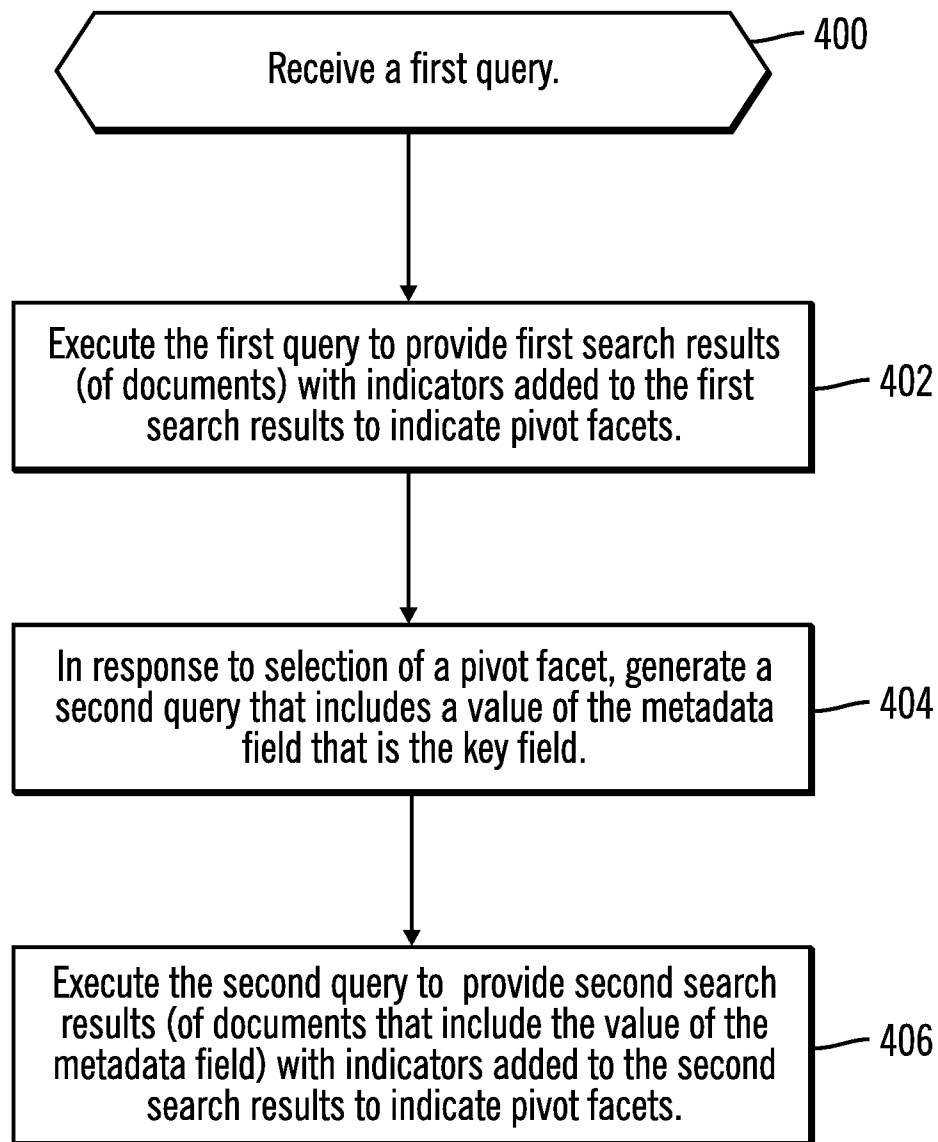 Receive a first query.
400
Execute the first query to provide first search results
(of documents) with indicators added to the first
search results to indicate pivot facets.
402
In response to selection of a pivot facet, generate a
second query that includes a value of the metadata
field that is the key field.
404
Execute the second query to provide second search
results (of documents that include the value of the
metadata field) with indicators added to the second
search results to indicate pivot facets.
406